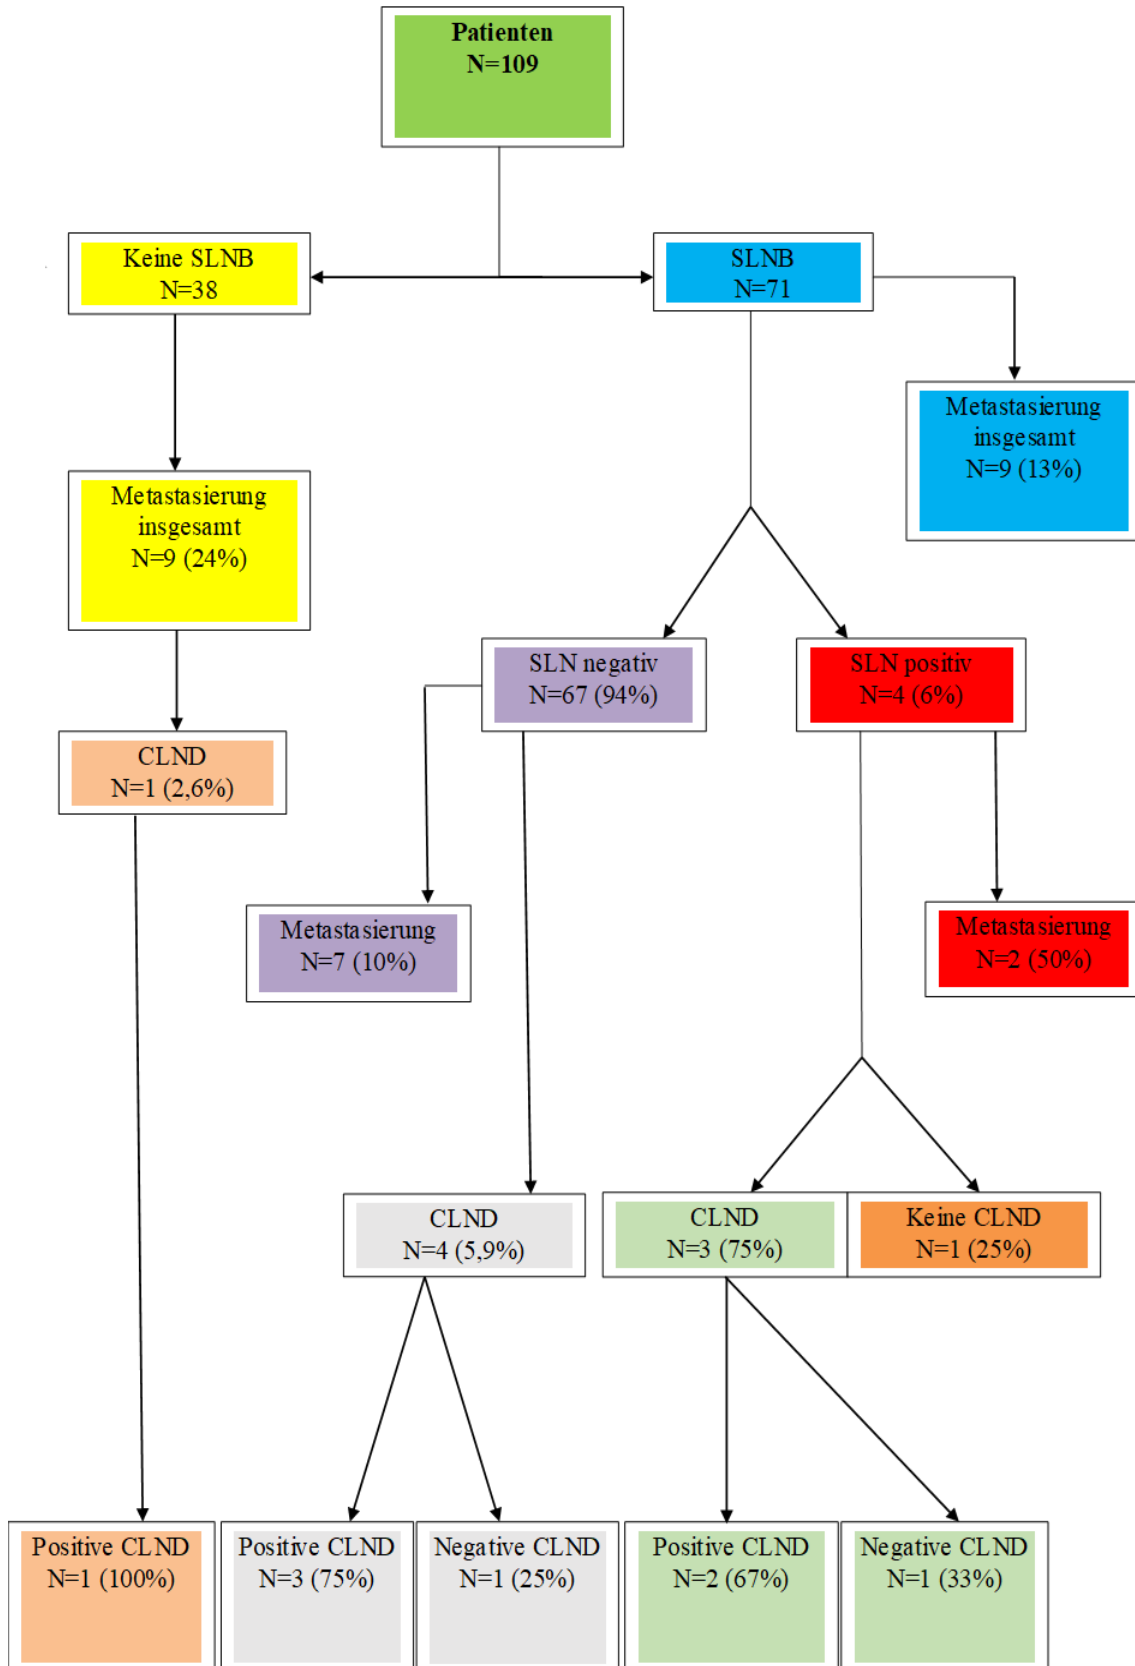 Patienten
N=109
Keine SLNB
N=38
SLNB
N=71
Metastasierung
insgesamt
N=9 (13%)
Metastasierung
insgesamt
N=9 (24%)
SLN negativ
N=67 (94%)
SLN positiv
N=4 (6%)
CLND
N=1 (2,6%)
Metastasierung
N=7 (10%)
Metastasierung
N=2 (50%)
CLND
N=4 (5,9%)
CLND
N=3 (75%)
Keine CLND
N=1 (25%)
Positive CLND
N=1 (100%)
Positive CLND
N=3 (75%)
Negative CLND
N=1 (25%)
Positive CLND
N=2 (67%)
Negative CLND
N=1 (33%)